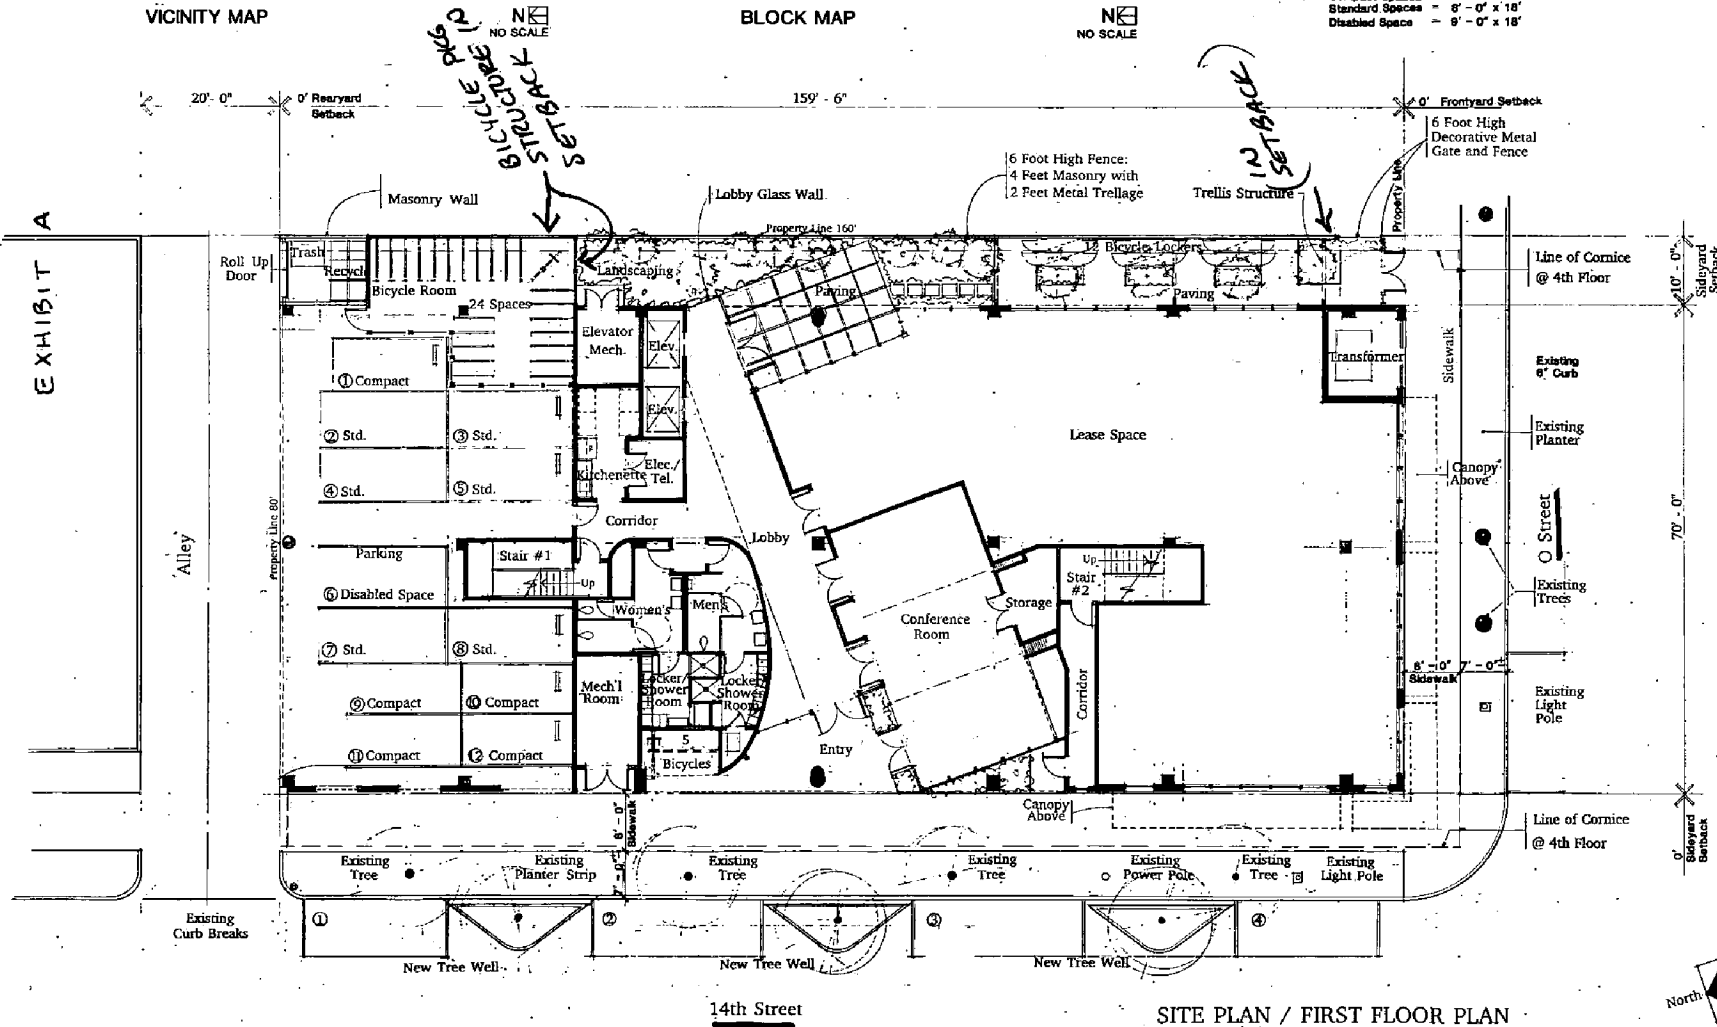 VICINITY MAP
N
NO SCALE
BLOCK MAP
N
NO SCALE
Standard Spaces = 8' - 0" x 18'
Disabled Space = 9' - 0" x 18'
BICYCLE PKG
STRUCTURE IN
SETBACK
IN
SETBACK
20' - 0"
0' Rearyard
Setback
159' - 6"
0' Frontyard Setback
6 Foot High
Decorative Metal
Gate and Fence
6 Foot High Fence:
4 Feet Masonry with
2 Feet Metal Trellage
Masonry Wall
Lobby Glass Wall
Trellis Structure
Property Line
EXHIBIT A
Property Line 160'
Roll Up
Door
Trash
Recycle
Bicycle Room
24 Spaces
Landscaping
Paving
12 Bicycle Lockers
Paving
Line of Cornice
@ 4th Floor
10' - 0"
Sideyard
Setback
Elevator
Mech.
Elev.
Elev.
Transformer
Sidewalk
Existing
6" Curb
① Compact
② Std.
③ Std.
④ Std.
⑤ Std.
Kitchenette
Elec./
Tel.
Lease Space
Existing
Planter
Canopy
Above
Alley
Property Line 80'
Corridor
Lobby
O Street
70' - 0"
Parking
Stair #1
Up
Up
Stair
#2
⑥ Disabled Space
Women's
Men's
Storage
Conference
Room
Existing
Trees
⑦ Std.
⑧ Std.
8' - 0"
7' - 0"
Sidewalk
⑨ Compact
⑩ Compact
Mech'l
Room
Locker/
Shower
Room
Locker/
Shower
Room
Corridor
Existing
Light
Pole
⑪ Compact
⑫ Compact
5
Bicycles
Entry
Canopy
Above
8' - 0"
Sidewalk
7' - 0"
Line of Cornice
@ 4th Floor
0'
Sideyard
Setback
Existing
Tree
Existing
Planter Strip
Existing
Tree
Existing
Tree
Existing
Power Pole
Existing
Tree
Existing
Light Pole
Existing
Curb Breaks
①
②
③
④
New Tree Well
New Tree Well
New Tree Well
14th Street
SITE PLAN / FIRST FLOOR PLAN
North